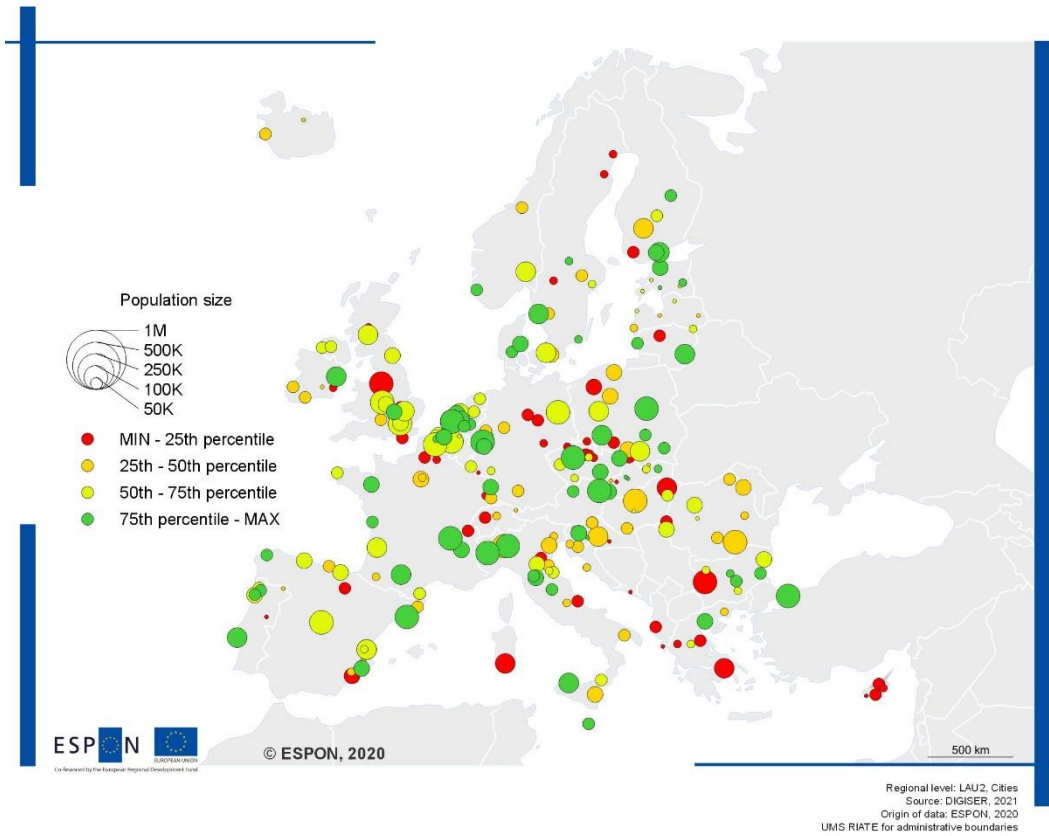 Population size
1M
500K
250K
100K
50K
MIN - 25th percentile
25th - 50th percentile
50th - 75th percentile
75th percentile - MAX
ESPON
EUROPEAN UNION
Co-financed by the European Regional Development Fund
© ESPON, 2020
500 km
Regional level: LAU2, Cities
Source: DIGISER, 2021
Origin of data: ESPON, 2020
UMS RIATE for administrative boundaries